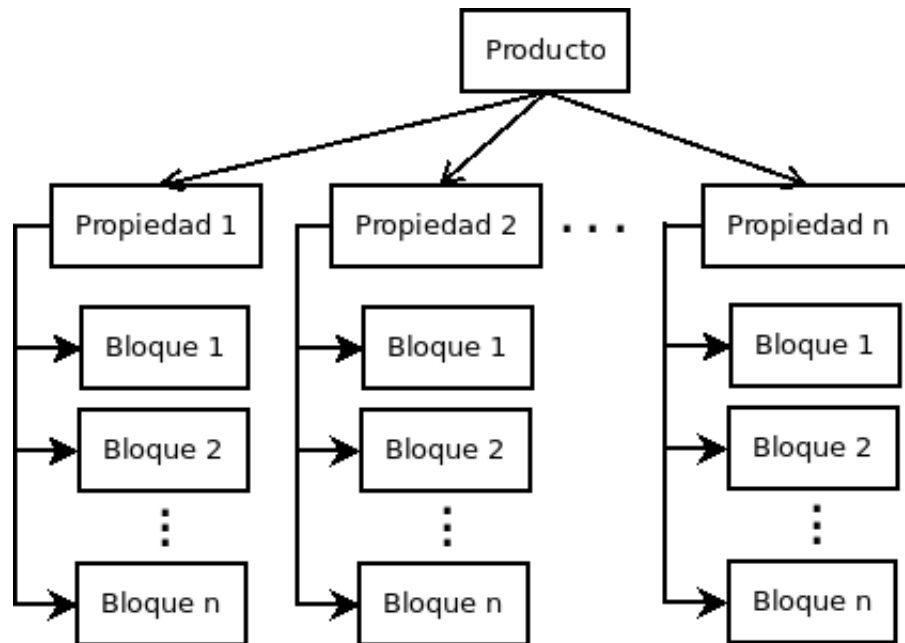 Producto
Propiedad 1
Propiedad 2
. . .
Propiedad n
Bloque 1
Bloque 1
Bloque 1
Bloque 2
Bloque 2
Bloque 2
Bloque n
Bloque n
Bloque n